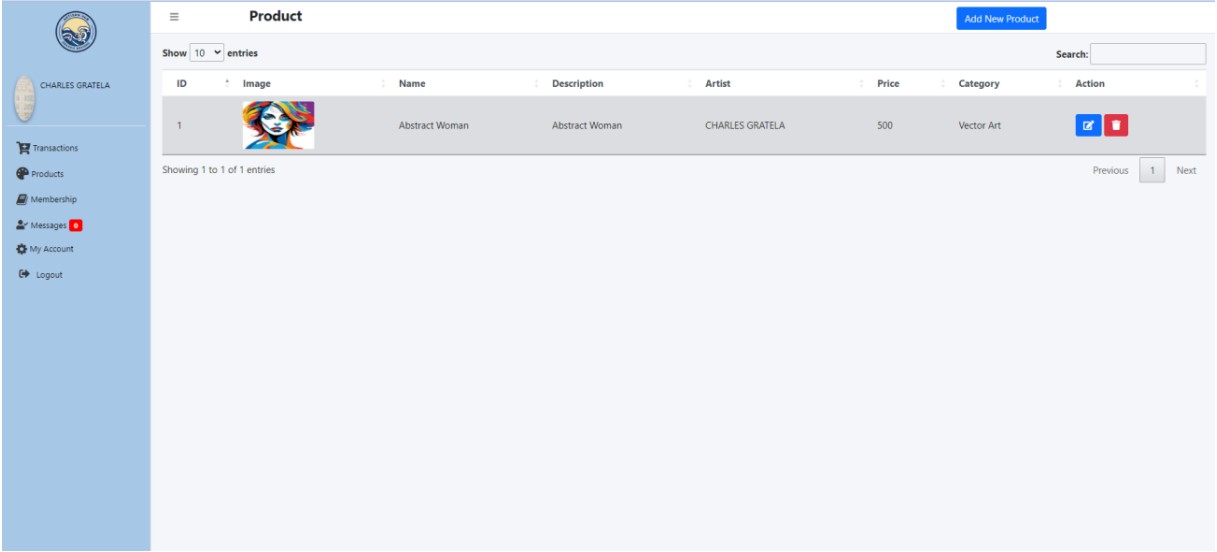 Product
Add New Product
CHARLES GRATELA
Transactions
Products
Membership
Messages 0
My Account
Logout
Show 10 entries
Search:
ID Image Name Description Artist Price Category Action
1 Abstract Woman Abstract Woman CHARLES GRATELA 500 Vector Art
Showing 1 to 1 of 1 entries
Previous 1 Next